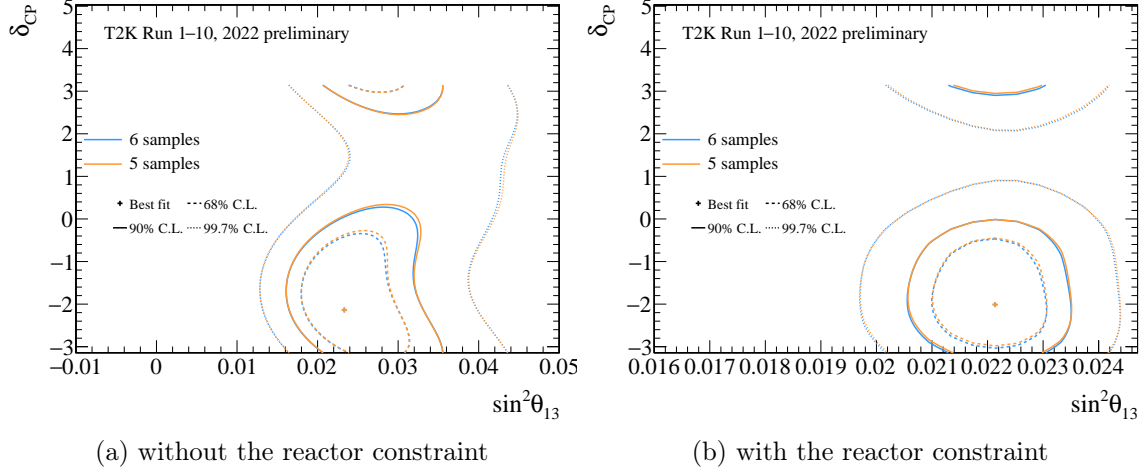 δCP
T2K Run 1–10, 2022 preliminary
5
4
3
2
1
0
−1
−2
−3
6 samples
5 samples
Best fit
68% C.L.
90% C.L.
99.7% C.L.
−0.01 0 0.01 0.02 0.03 0.04 0.05
sin²θ13
(a) without the reactor constraint
δCP
T2K Run 1–10, 2022 preliminary
5
4
3
2
1
0
−1
−2
−3
6 samples
5 samples
Best fit
68% C.L.
90% C.L.
99.7% C.L.
0.016 0.017 0.018 0.019 0.02 0.021 0.022 0.023 0.024
sin²θ13
(b) with the reactor constraint